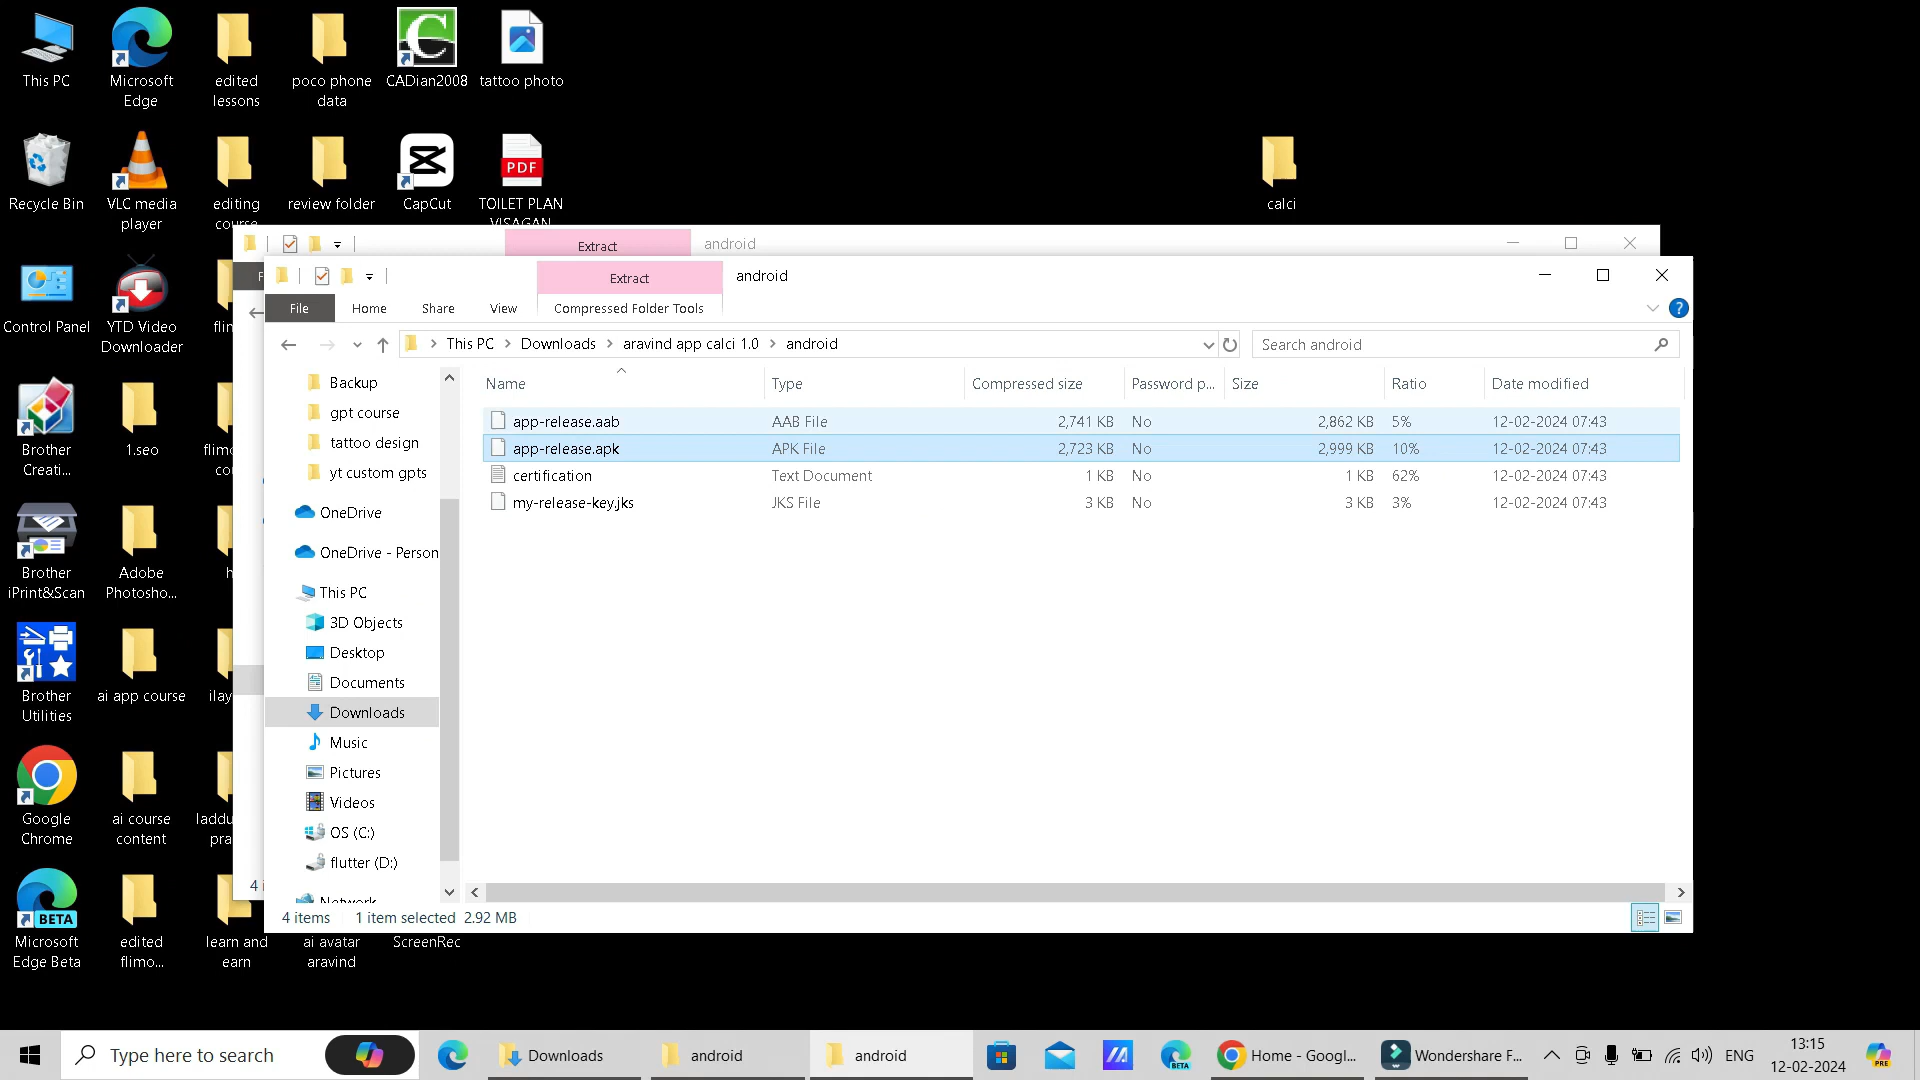 This PC
Microsoft
Edge
edited
lessons
poco phone
data
CADian2008
tattoo photo
Recycle Bin
VLC media
player
editing
course
review folder
CapCut
PDF
TOILET PLAN
VISAGAN
calci
Control Panel
YTD Video
Downloader
Brother
Creati...
1.seo
Brother
iPrint&Scan
Adobe
Photosho...
Brother
Utilities
ai app course
Google
Chrome
ai course
content
BETA
Microsoft
Edge Beta
edited
flimo...
learn and
earn
ai avatar
aravind
ScreenRec
Extract
android
Extract
android
File
Home
Share
View
Compressed Folder Tools
This PC
Downloads
aravind app calci 1.0
android
Search android
Backup
gpt course
tattoo design
yt custom gpts
OneDrive
OneDrive - Person
This PC
3D Objects
Desktop
Documents
Downloads
Music
Pictures
Videos
OS (C:)
flutter (D:)
Network
Name Type Compressed size Password p... Size Ratio Date modified
app-release.aab AAB File 2,741 KB No 2,862 KB 5% 12-02-2024 07:43
app-release.apk APK File 2,723 KB No 2,999 KB 10% 12-02-2024 07:43
certification Text Document 1 KB No 1 KB 62% 12-02-2024 07:43
my-release-key.jks JKS File 3 KB No 3 KB 3% 12-02-2024 07:43
4 items 1 item selected 2.92 MB
Type here to search
Downloads
android
android
BETA
Home - Googl...
Wondershare F...
ENG
13:15
12-02-2024
PRE